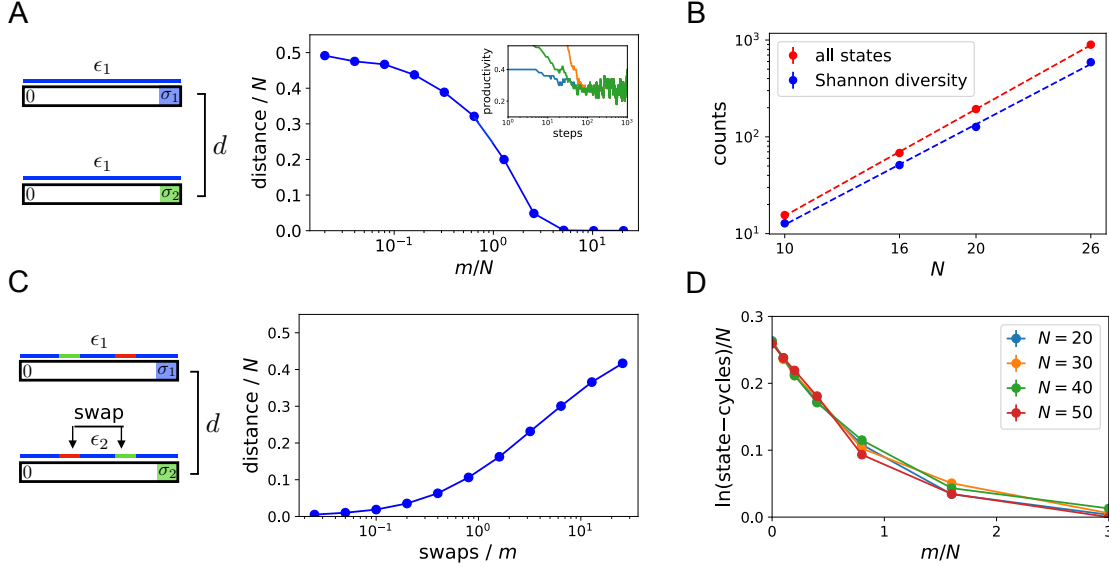 A
ϵ1
0
σ1
d
ϵ1
0
σ2
distance / N
0.5
0.4
0.3
0.2
0.1
0.0
10⁻¹
10⁰
10¹
m/N
productivity
0.4
0.2
10⁰
10¹
10²
10³
steps
B
counts
10³
10²
10¹
10
16
20
26
N
all states
Shannon diversity
C
ϵ1
0
σ1
swap
d
ϵ2
0
σ2
distance / N
0.5
0.4
0.3
0.2
0.1
0.0
10⁻¹
10⁰
10¹
swaps / m
D
ln(state−cycles)/N
0.3
0.2
0.1
0.0
0
1
2
3
m/N
N = 20
N = 30
N = 40
N = 50